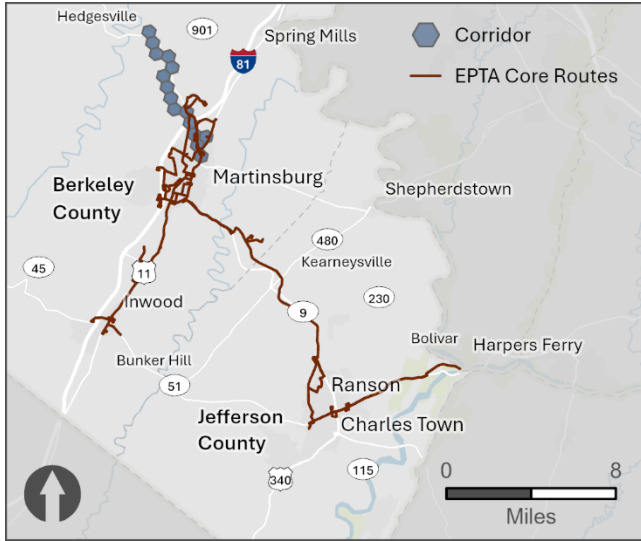 Hedgesville
901
Spring Mills
81
Corridor
EPTA Core Routes
Martinsburg
Berkeley
County
Shepherdstown
480
Kearneysville
45
11
230
9
Inwood
Bolivar
Harpers Ferry
Bunker Hill
51
Ranson
Jefferson
County
Charles Town
115
340
0
8
Miles